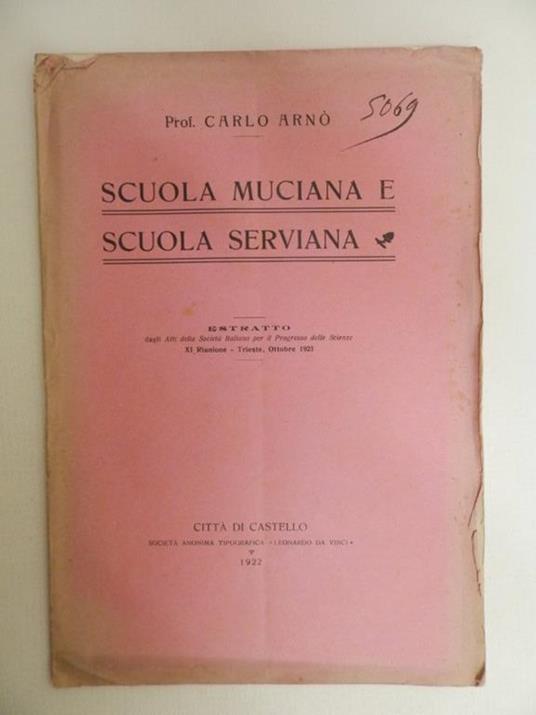 5069
Prof. CARLO ARNÒ
SCUOLA MUCIANA E
SCUOLA SERVIANA
ESTRATTO
dagli Atti della Società Italiana per il Progresso delle Scienze
XI Riunione - Trieste, Ottobre 1921
CITTÀ DI CASTELLO
SOCIETÀ ANONIMA TIPOGRAFICA «LEONARDO DA VINCI»
1922